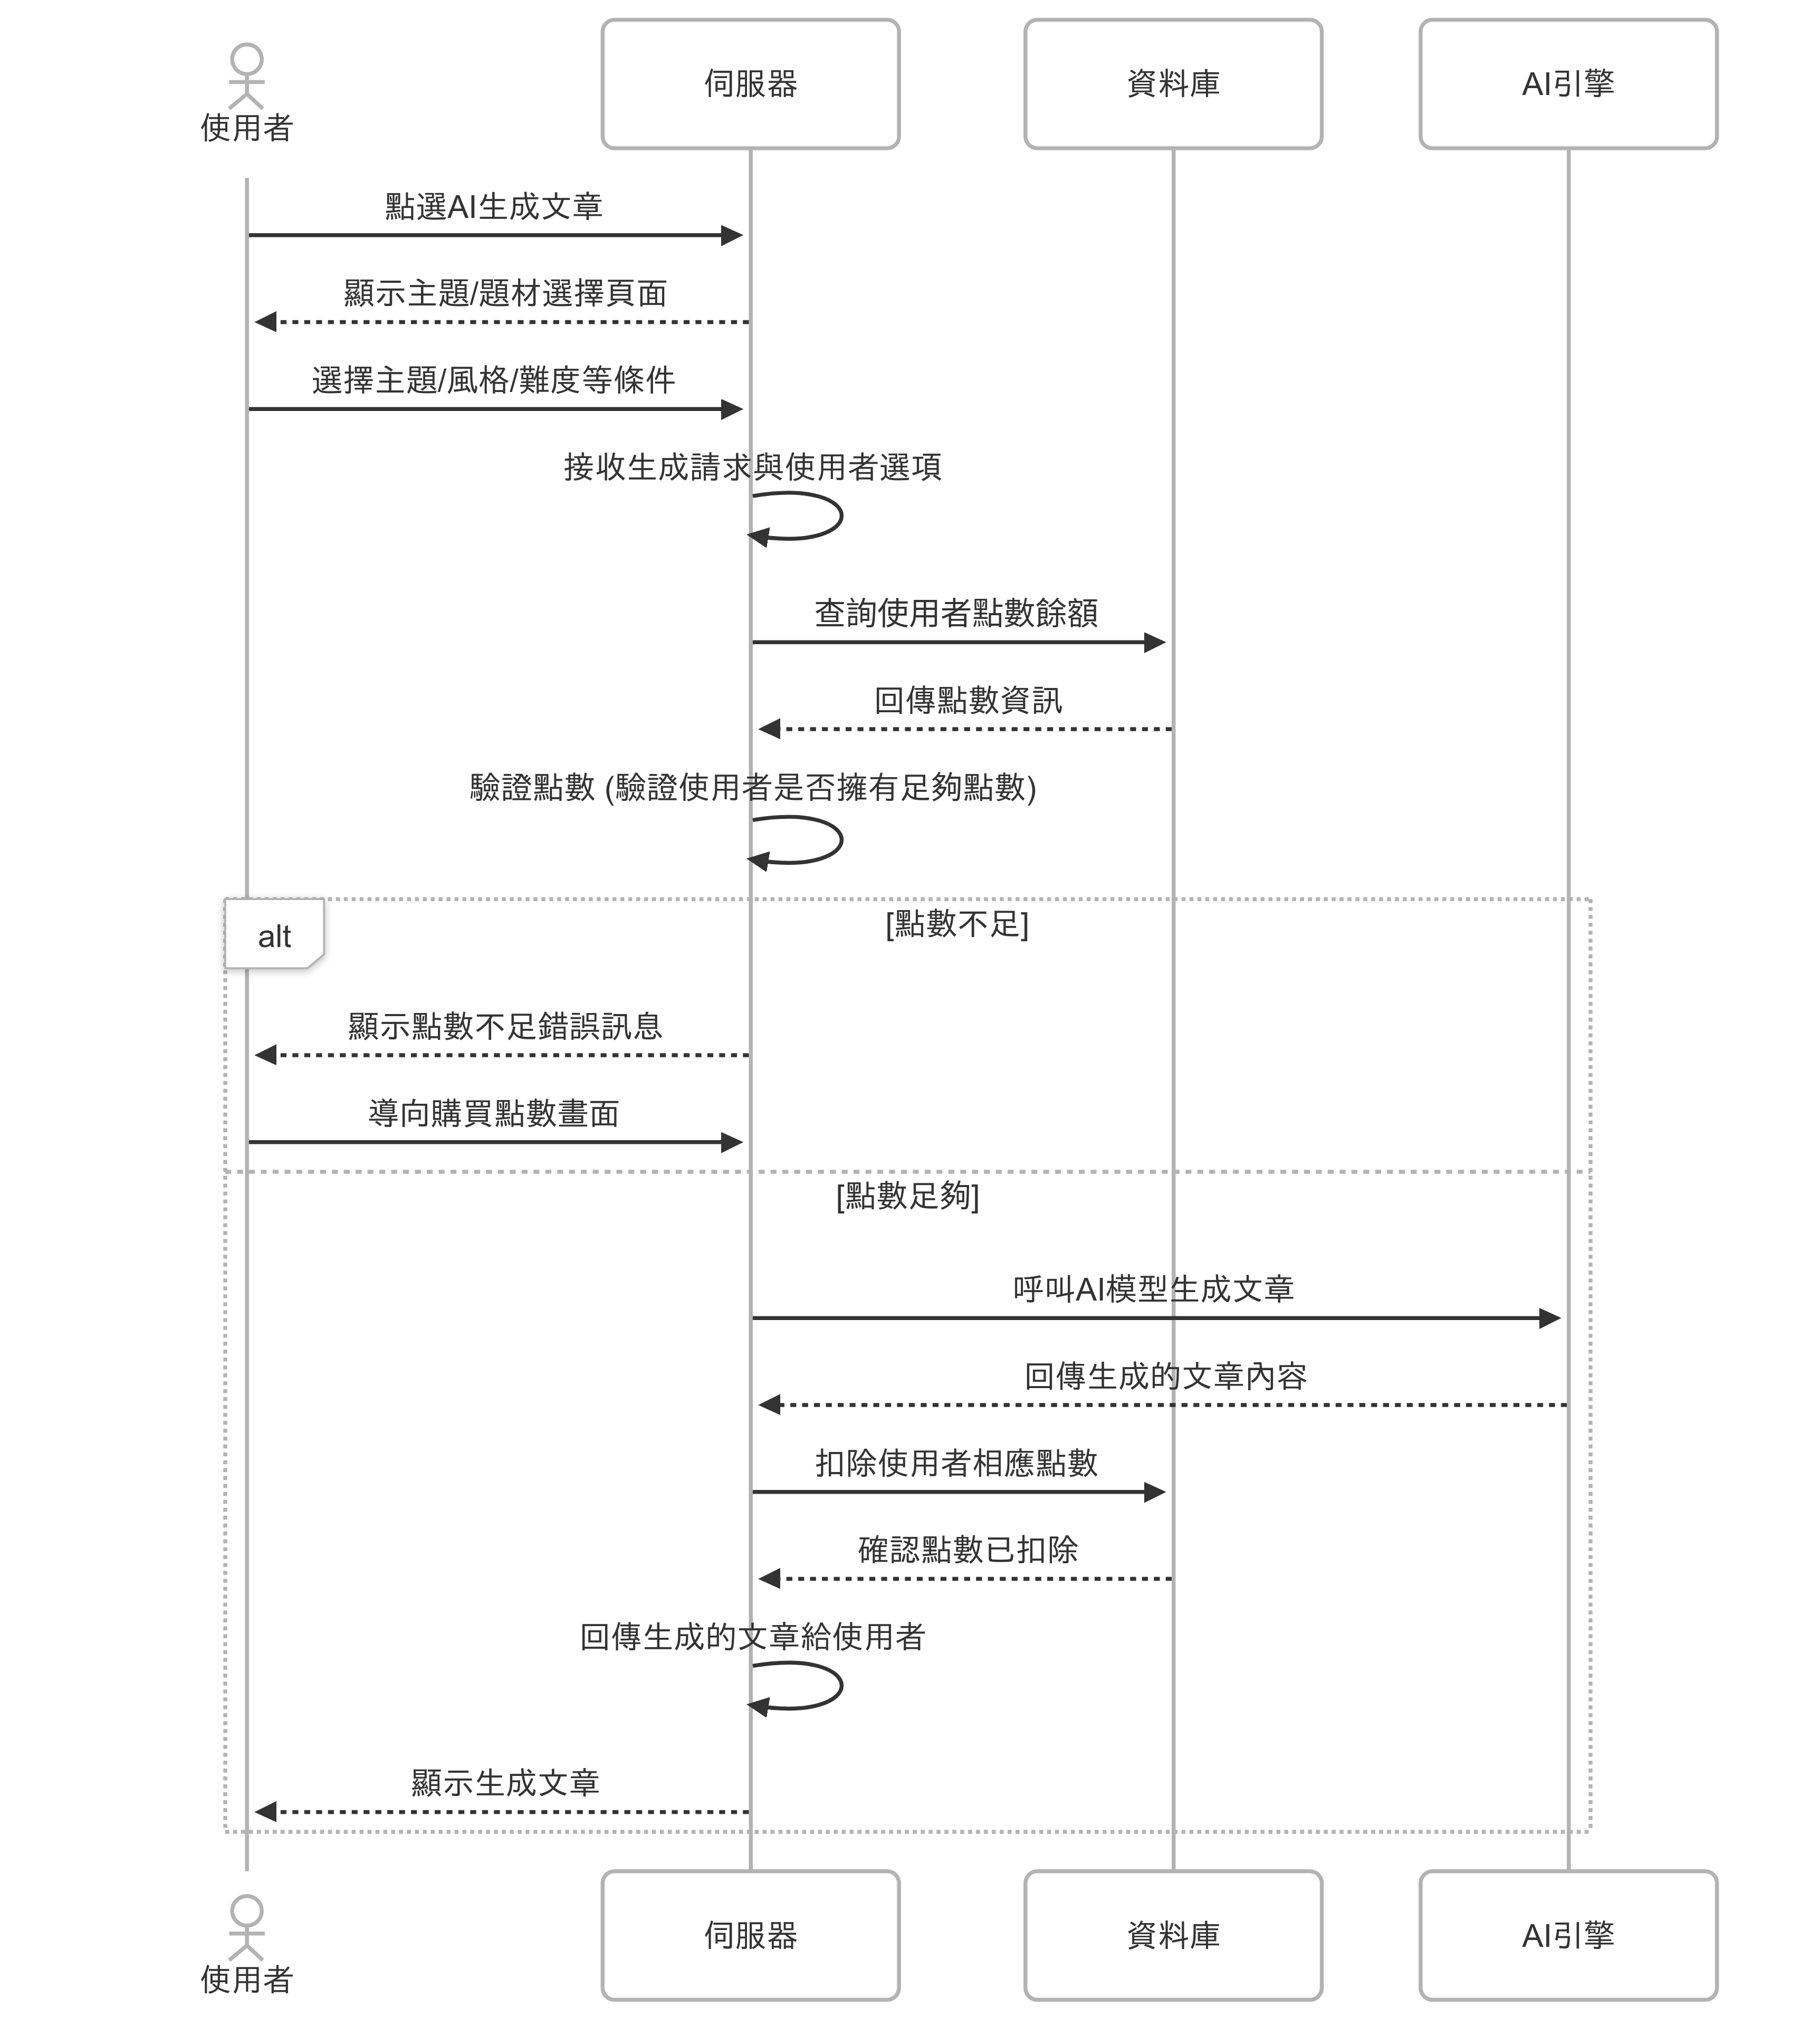 使用者
伺服器
資料庫
AI引擎
點選AI生成文章
顯示主題/題材選擇頁面
選擇主題/風格/難度等條件
接收生成請求與使用者選項
查詢使用者點數餘額
回傳點數資訊
驗證點數 (驗證使用者是否擁有足夠點數)
alt
[點數不足]
顯示點數不足錯誤訊息
導向購買點數畫面
[點數足夠]
呼叫AI模型生成文章
回傳生成的文章內容
扣除使用者相應點數
確認點數已扣除
回傳生成的文章給使用者
顯示生成文章
使用者
伺服器
資料庫
AI引擎